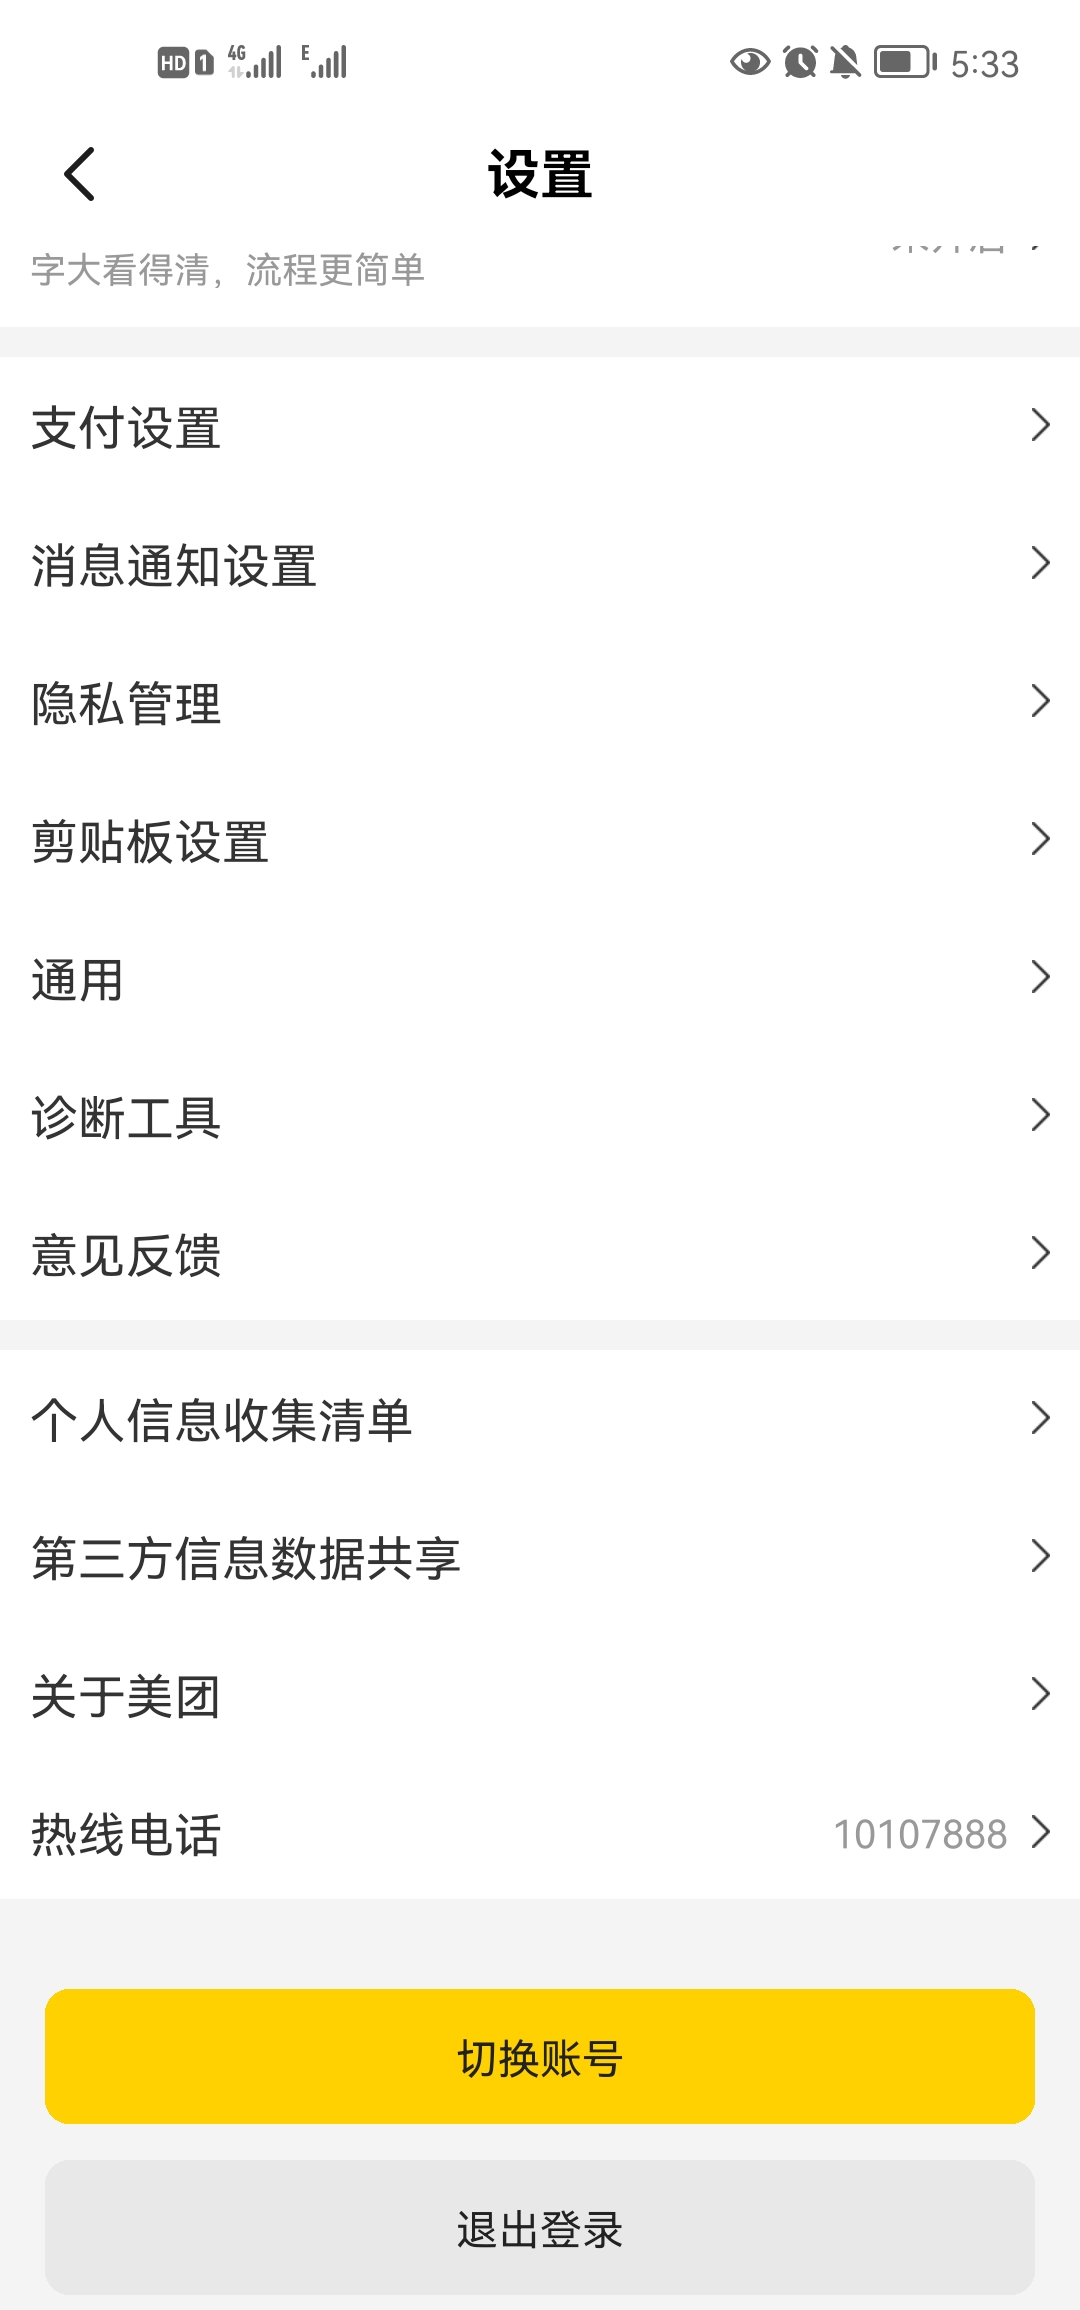 HD 1 4G E 5:33
设置
字大看得清，流程更简单
支付设置
消息通知设置
隐私管理
剪贴板设置
通用
诊断工具
意见反馈
个人信息收集清单
第三方信息数据共享
关于美团
热线电话 10107888
切换账号
退出登录